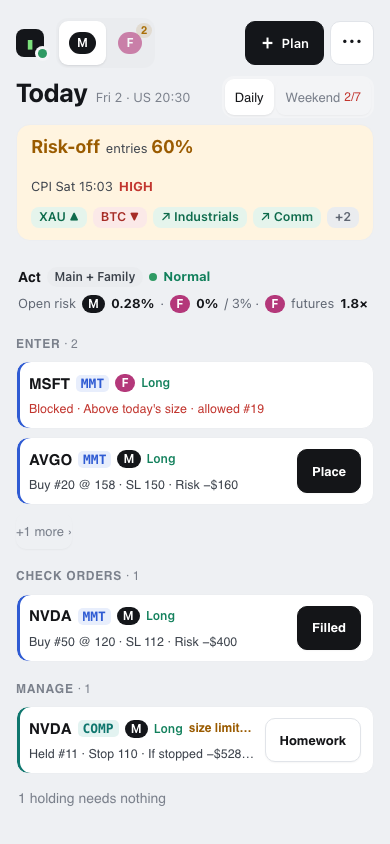 M F 2 + Plan •••
Today Fri 2 · US 20:30 Daily Weekend 2/7
Risk-off entries 60%
CPI Sat 15:03 HIGH
XAU ▲ BTC ▼ ↗ Industrials ↗ Comm +2
Act Main + Family ● Normal
Open risk M 0.28% · F 0% / 3% · F futures 1.8×
ENTER · 2
MSFT MMT F Long
Blocked · Above today's size · allowed #19
AVGO MMT M Long
Buy #20 @ 158 · SL 150 · Risk −$160
Place
+1 more ›
CHECK ORDERS · 1
NVDA MMT M Long
Buy #50 @ 120 · SL 112 · Risk −$400
Filled
MANAGE · 1
NVDA COMP M Long size limit…
Held #11 · Stop 110 · If stopped −$528…
Homework
1 holding needs nothing